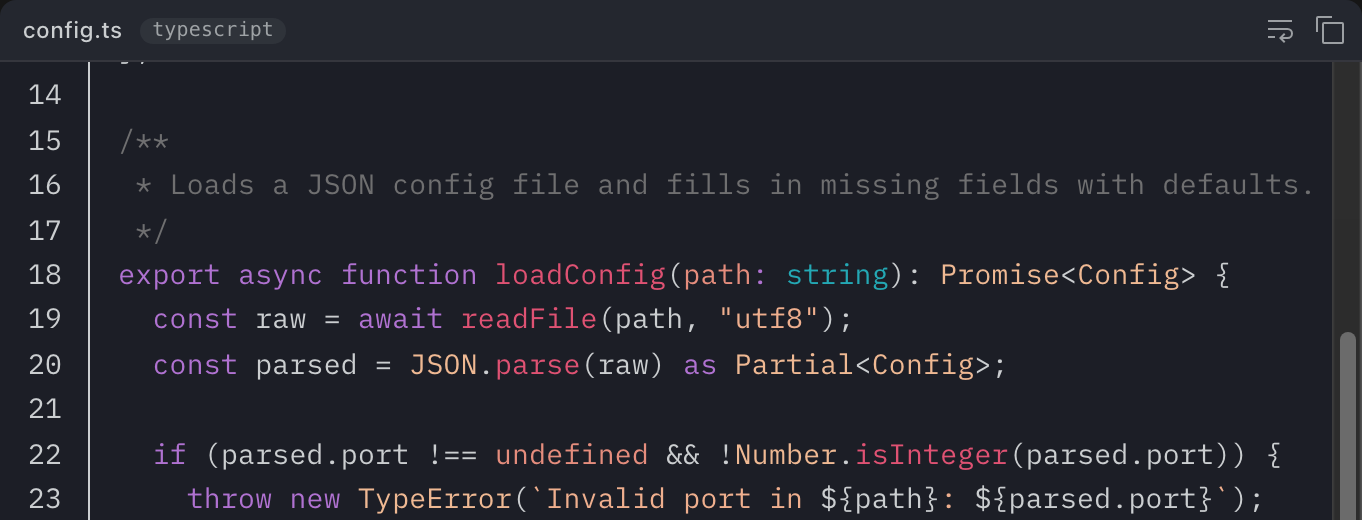 config.ts typescript
14
15 /**
16  * Loads a JSON config file and fills in missing fields with defaults.
17  */
18 export async function loadConfig(path: string): Promise<Config> {
19   const raw = await readFile(path, "utf8");
20   const parsed = JSON.parse(raw) as Partial<Config>;
21
22   if (parsed.port !== undefined && !Number.isInteger(parsed.port)) {
23     throw new TypeError(`Invalid port in ${path}: ${parsed.port}`);